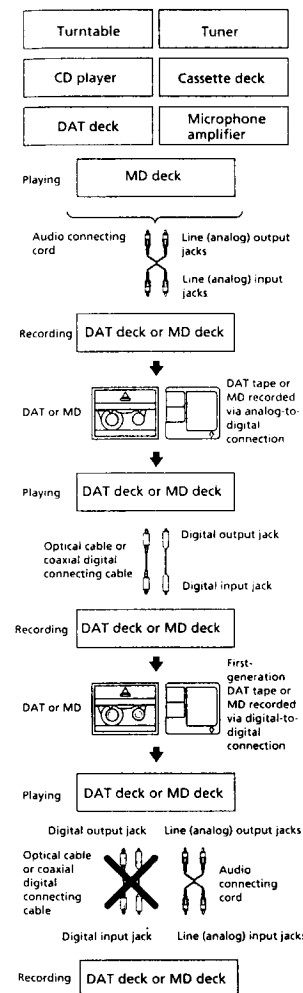 Turntable
Tuner
CD player
Cassette deck
DAT deck
Microphone
amplifier
Playing
MD deck
Audio connecting
cord
Line (analog) output
jacks
Line (analog) input
jacks
Recording
DAT deck or MD deck
DAT or MD
DAT tape or
MD recorded
via analog-to-
digital
connection
Playing
DAT deck or MD deck
Optical cable or
coaxial digital
connecting cable
Digital output jack
Digital input jack
Recording
DAT deck or MD deck
DAT or MD
First-
generation
DAT tape or
MD recorded
via digital-to-
digital
connection
Playing
DAT deck or MD deck
Digital output jack
Line (analog) output jacks
Optical cable
or coaxial
digital
connecting
cable
Audio
connecting
cord
Digital input jack
Line (analog) input jacks
Recording
DAT deck or MD deck